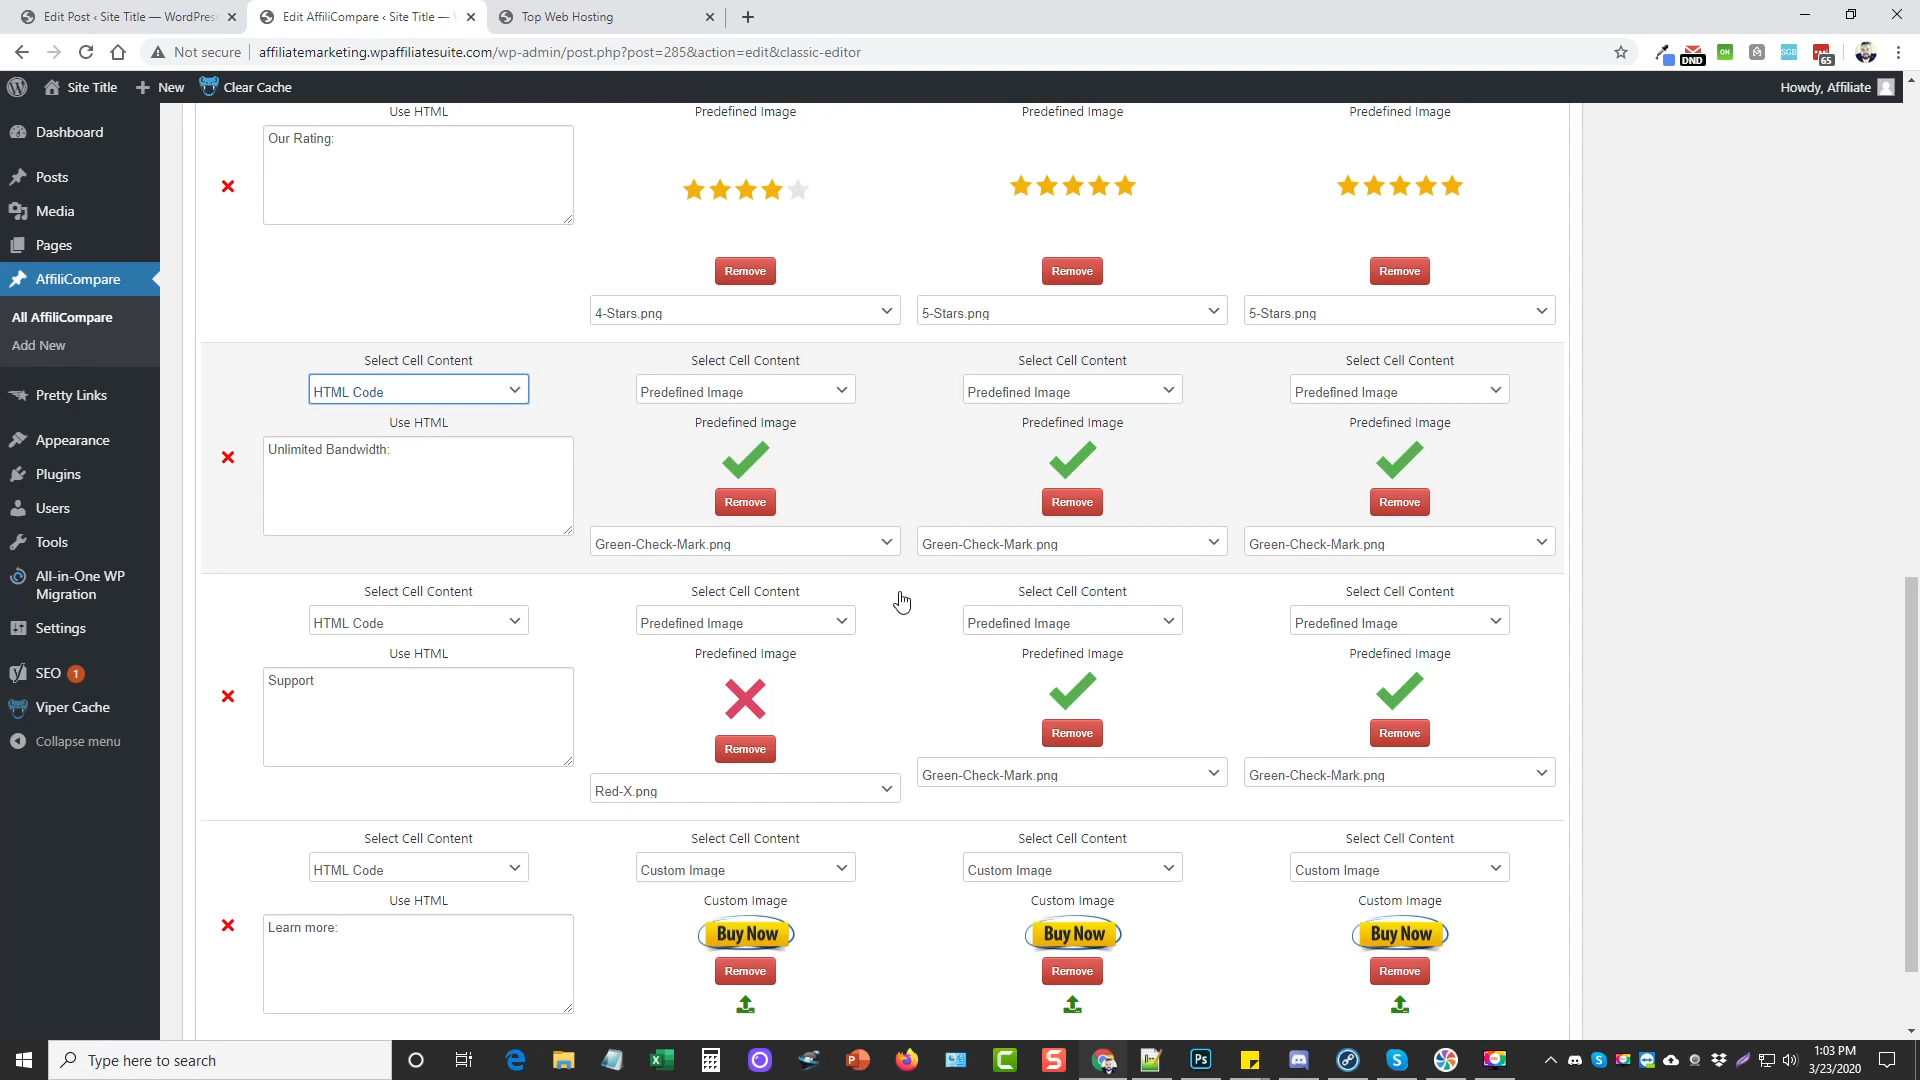 Edit Post ‹ Site Title — WordPres
Edit AffiliCompare ‹ Site Title —
Top Web Hosting
Not secure
affiliatemarketing.wpaffiliatesuite.com/wp-admin/post.php?post=285&action=edit&classic-editor
DND
ON
SGB
65
Site Title
New
Clear Cache
Howdy, Affiliate
Dashboard
Posts
Media
Pages
AffiliCompare
All AffiliCompare
Add New
Pretty Links
Appearance
Plugins
Users
Tools
All-in-One WP
Migration
Settings
SEO 1
Viper Cache
Collapse menu
Use HTML Predefined Image Predefined Image Predefined Image
Our Rating:
Remove Remove Remove
4-Stars.png 5-Stars.png 5-Stars.png
Select Cell Content Select Cell Content Select Cell Content Select Cell Content
HTML Code Predefined Image Predefined Image Predefined Image
Use HTML Predefined Image Predefined Image Predefined Image
Unlimited Bandwidth:
Remove Remove Remove
Green-Check-Mark.png Green-Check-Mark.png Green-Check-Mark.png
Select Cell Content Select Cell Content Select Cell Content Select Cell Content
HTML Code Predefined Image Predefined Image Predefined Image
Use HTML Predefined Image Predefined Image Predefined Image
Support
Remove Remove Remove
Red-X.png Green-Check-Mark.png Green-Check-Mark.png
Select Cell Content Select Cell Content Select Cell Content Select Cell Content
HTML Code Custom Image Custom Image Custom Image
Use HTML Custom Image Custom Image Custom Image
Learn more:
Buy Now Buy Now Buy Now
Remove Remove Remove
Type here to search
Ps
1:03 PM
3/23/2020